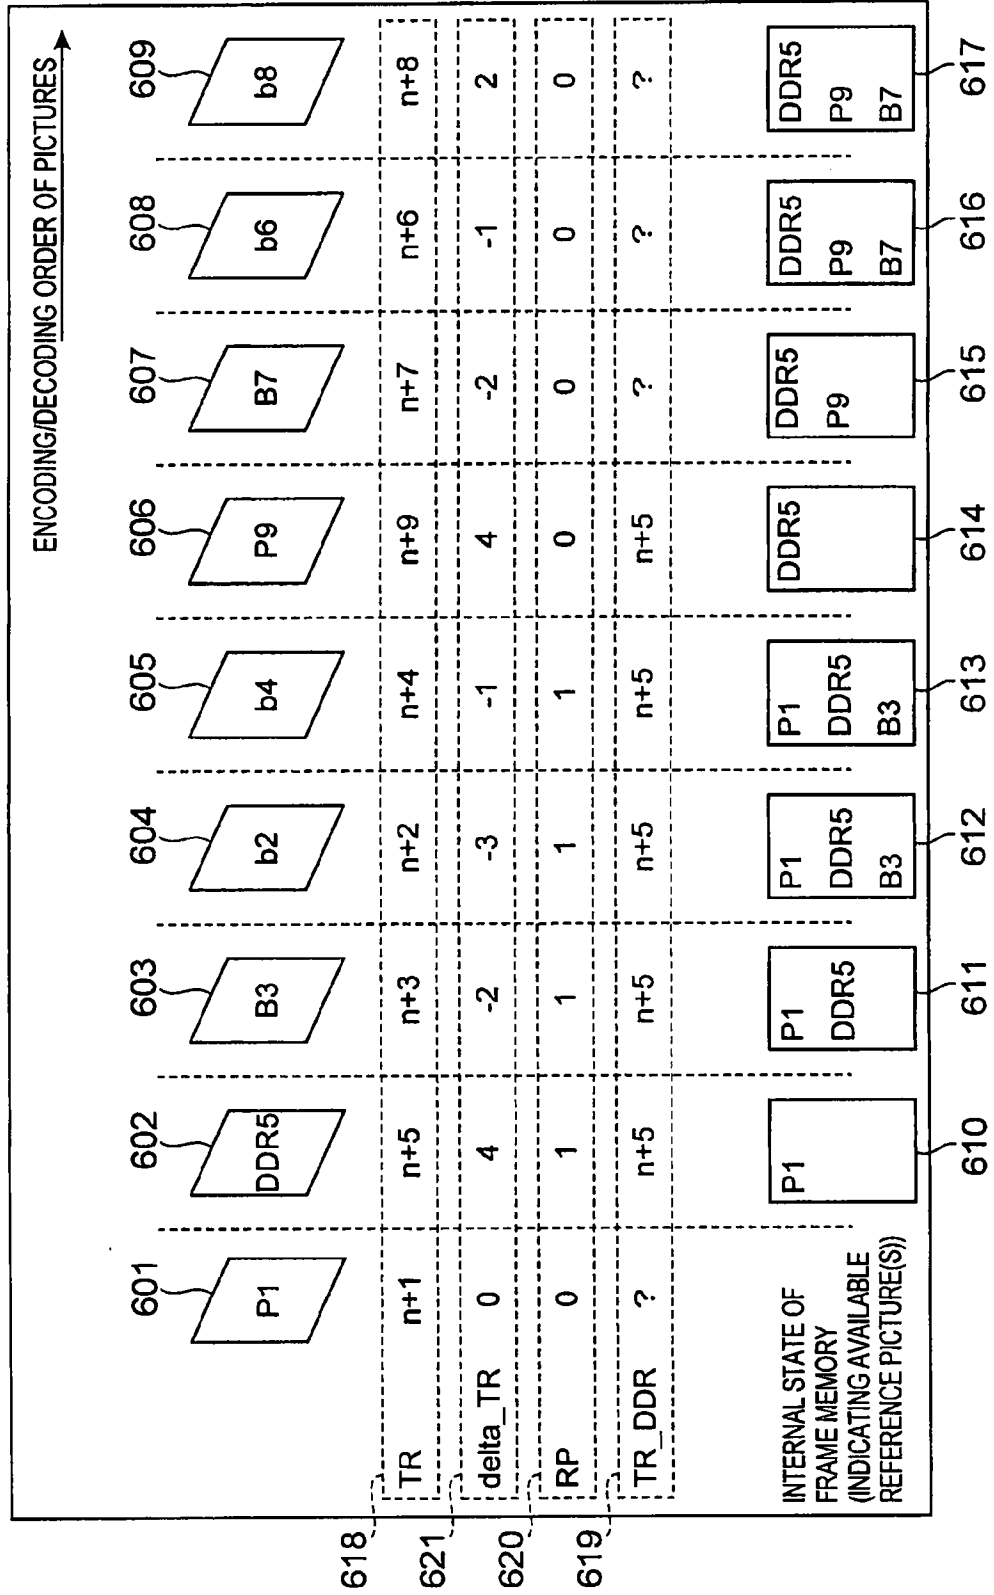 ENCODING/DECODING ORDER OF PICTURES
601 602 603 604 605 606 607 608 609
P1 DDR5 B3 b2 b4 P9 B7 b6 b8
618 TR n+1 n+5 n+3 n+2 n+4 n+9 n+7 n+6 n+8
621 delta_TR 0 4 -2 -3 -1 4 -2 -1 2
620 RP 0 1 1 1 1 0 0 0 0
619 TR_DDR ? n+5 n+5 n+5 n+5 n+5 ? ? ?
INTERNAL STATE OF
FRAME MEMORY
(INDICATING AVAILABLE
REFERENCE PICTURE(S))
P1
P1
DDR5
P1
DDR5
B3
P1
DDR5
B3
DDR5
DDR5
P9
DDR5
P9
B7
DDR5
P9
B7
610 611 612 613 614 615 616 617